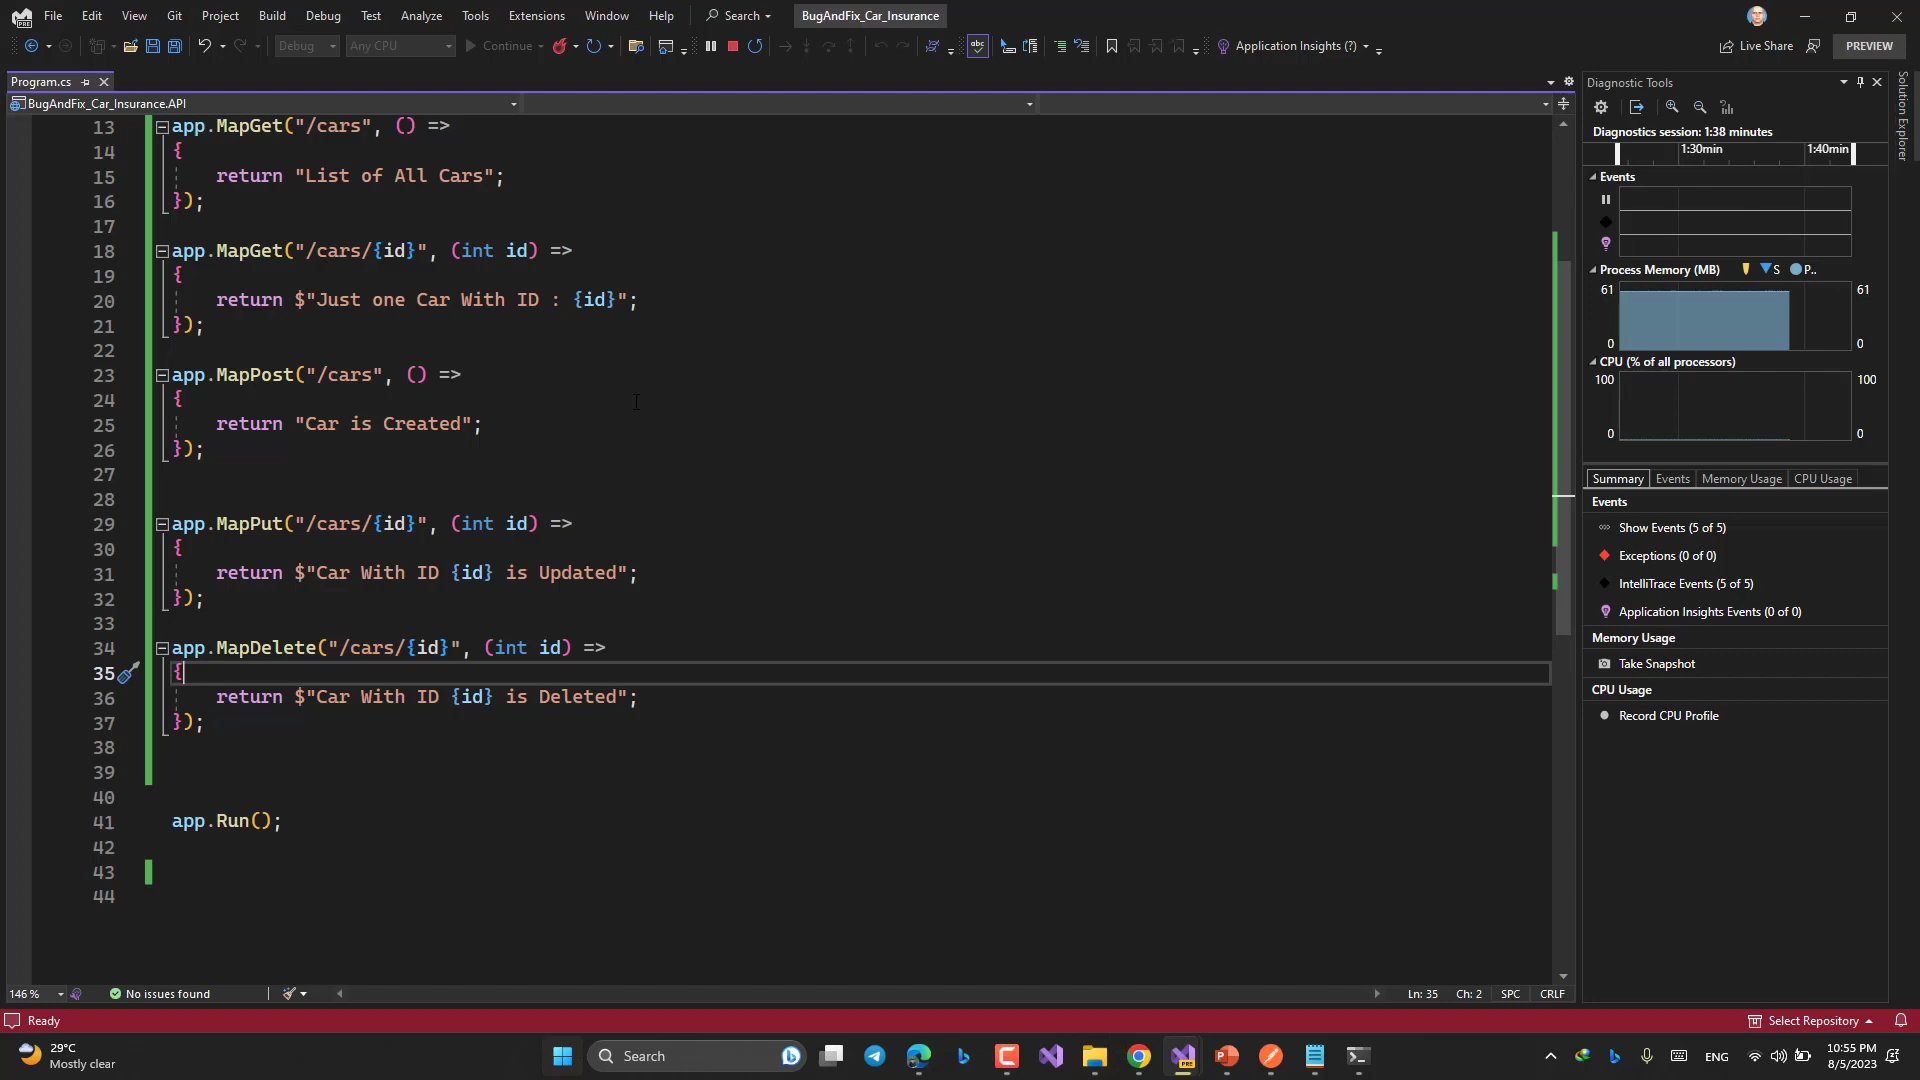 File Edit View Git Project Build Debug Test Analyze Tools Extensions Window Help Search BugAndFix_Car_Insurance
Debug Any CPU Continue Application Insights (?) Live Share PREVIEW
Program.cs
BugAndFix_Car_Insurance.API
13 app.MapGet("/cars", () =>
14 {
15 return "List of All Cars";
16 });
17
18 app.MapGet("/cars/{id}", (int id) =>
19 {
20 return $"Just one Car With ID : {id}";
21 });
22
23 app.MapPost("/cars", () =>
24 {
25 return "Car is Created";
26 });
27
28
29 app.MapPut("/cars/{id}", (int id) =>
30 {
31 return $"Car With ID {id} is Updated";
32 });
33
34 app.MapDelete("/cars/{id}", (int id) =>
35 {
36 return $"Car With ID {id} is Deleted";
37 });
38
39
40
41 app.Run();
42
43
44
146 % No issues found Ln: 35 Ch: 2 SPC CRLF
Diagnostic Tools
Diagnostics session: 1:38 minutes
1:30min 1:40min
Events
Process Memory (MB) S P..
61 61
0 0
CPU (% of all processors)
100 100
0 0
Summary Events Memory Usage CPU Usage
Events
Show Events (5 of 5)
Exceptions (0 of 0)
IntelliTrace Events (5 of 5)
Application Insights Events (0 of 0)
Memory Usage
Take Snapshot
CPU Usage
Record CPU Profile
Solution Explorer
Ready Select Repository
29°C
Mostly clear
Search
ENG
10:55 PM
8/5/2023